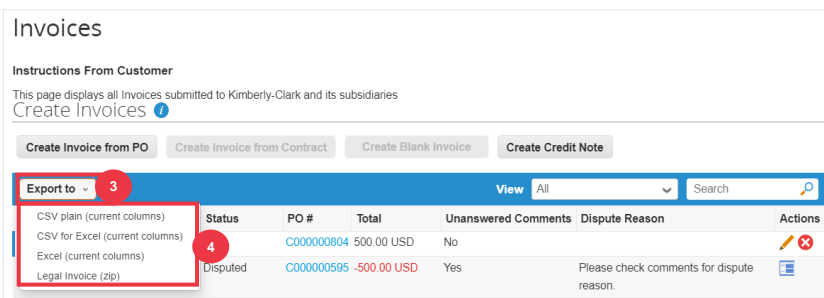 Invoices
Instructions From Customer
This page displays all Invoices submitted to Kimberly-Clark and its subsidiaries
Create Invoices i
Create Invoice from PO Create Invoice from Contract Create Blank Invoice Create Credit Note
Export to 3 View All Search
CSV plain (current columns) Status PO # Total Unanswered Comments Dispute Reason Actions
CSV for Excel (current columns) C000000804 500.00 USD No
4
Excel (current columns)
Disputed C000000595 -500.00 USD Yes Please check comments for dispute
Legal Invoice (zip)
reason.